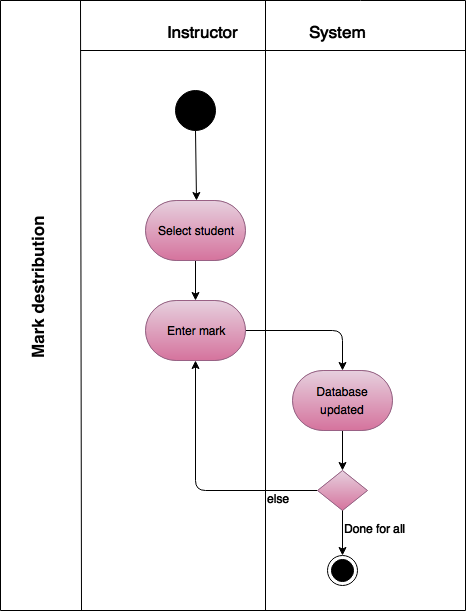 Instructor
System
Mark destribution
Select student
Enter mark
Database
updated
else
Done for all